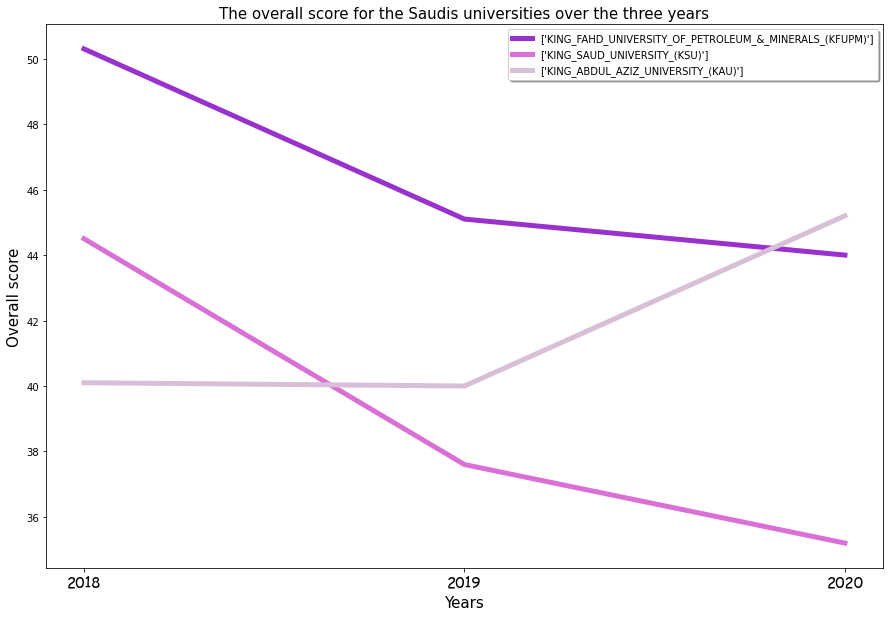 The overall score for the Saudis universities over the three years
['KING_FAHD_UNIVERSITY_OF_PETROLEUM_&_MINERALS_(KFUPM)']
['KING_SAUD_UNIVERSITY_(KSU)']
['KING_ABDUL_AZIZ_UNIVERSITY_(KAU)']
Overall score
50
48
46
44
42
40
38
36
2018
2019
2020
Years